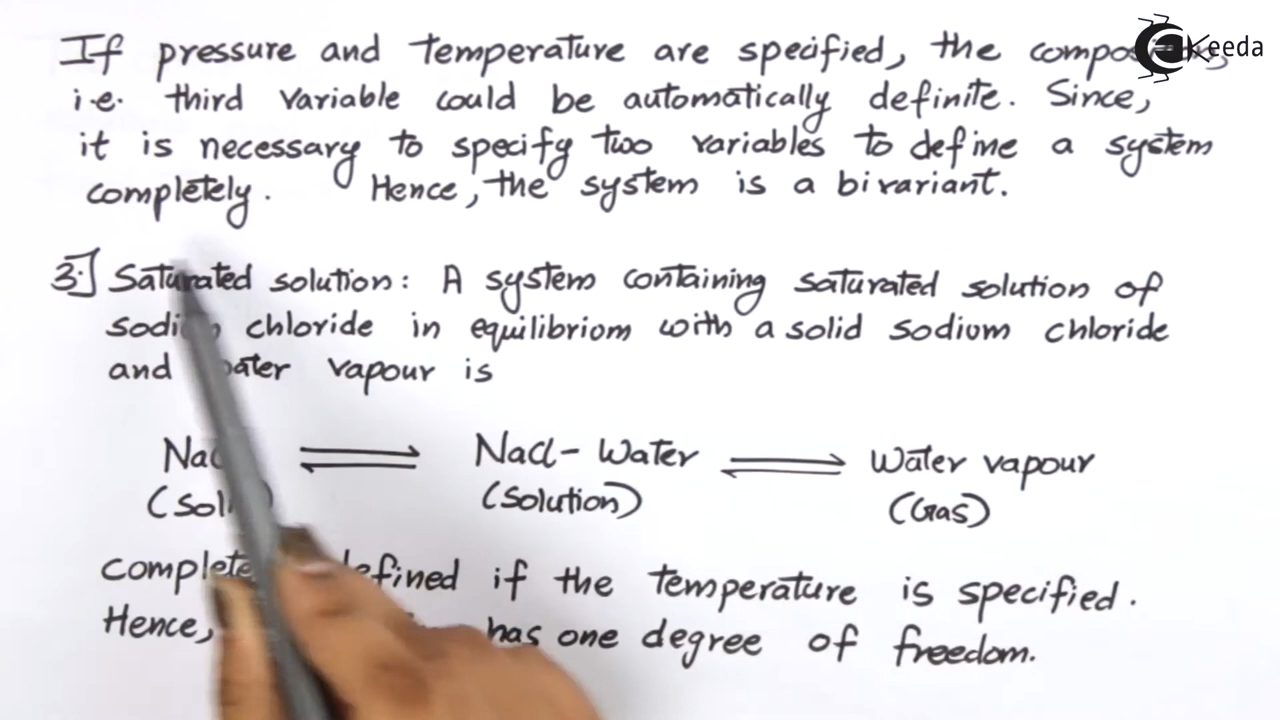 If pressure and temperature are specified, the
Keeda
i.e. third variable could be automatically definite. Since,
it is necessary to specify two variables to define a system
completely. Hence, the system is a bivariant.
3.] Saturated solution: A system containing saturated solution of
chloride in equilibriom with a solid sodium chloride
and vapour is
NaCl- Water Water vapour
(Solution) (Gas)
if the temperature is specified.
Hence, has one degree of freedom.